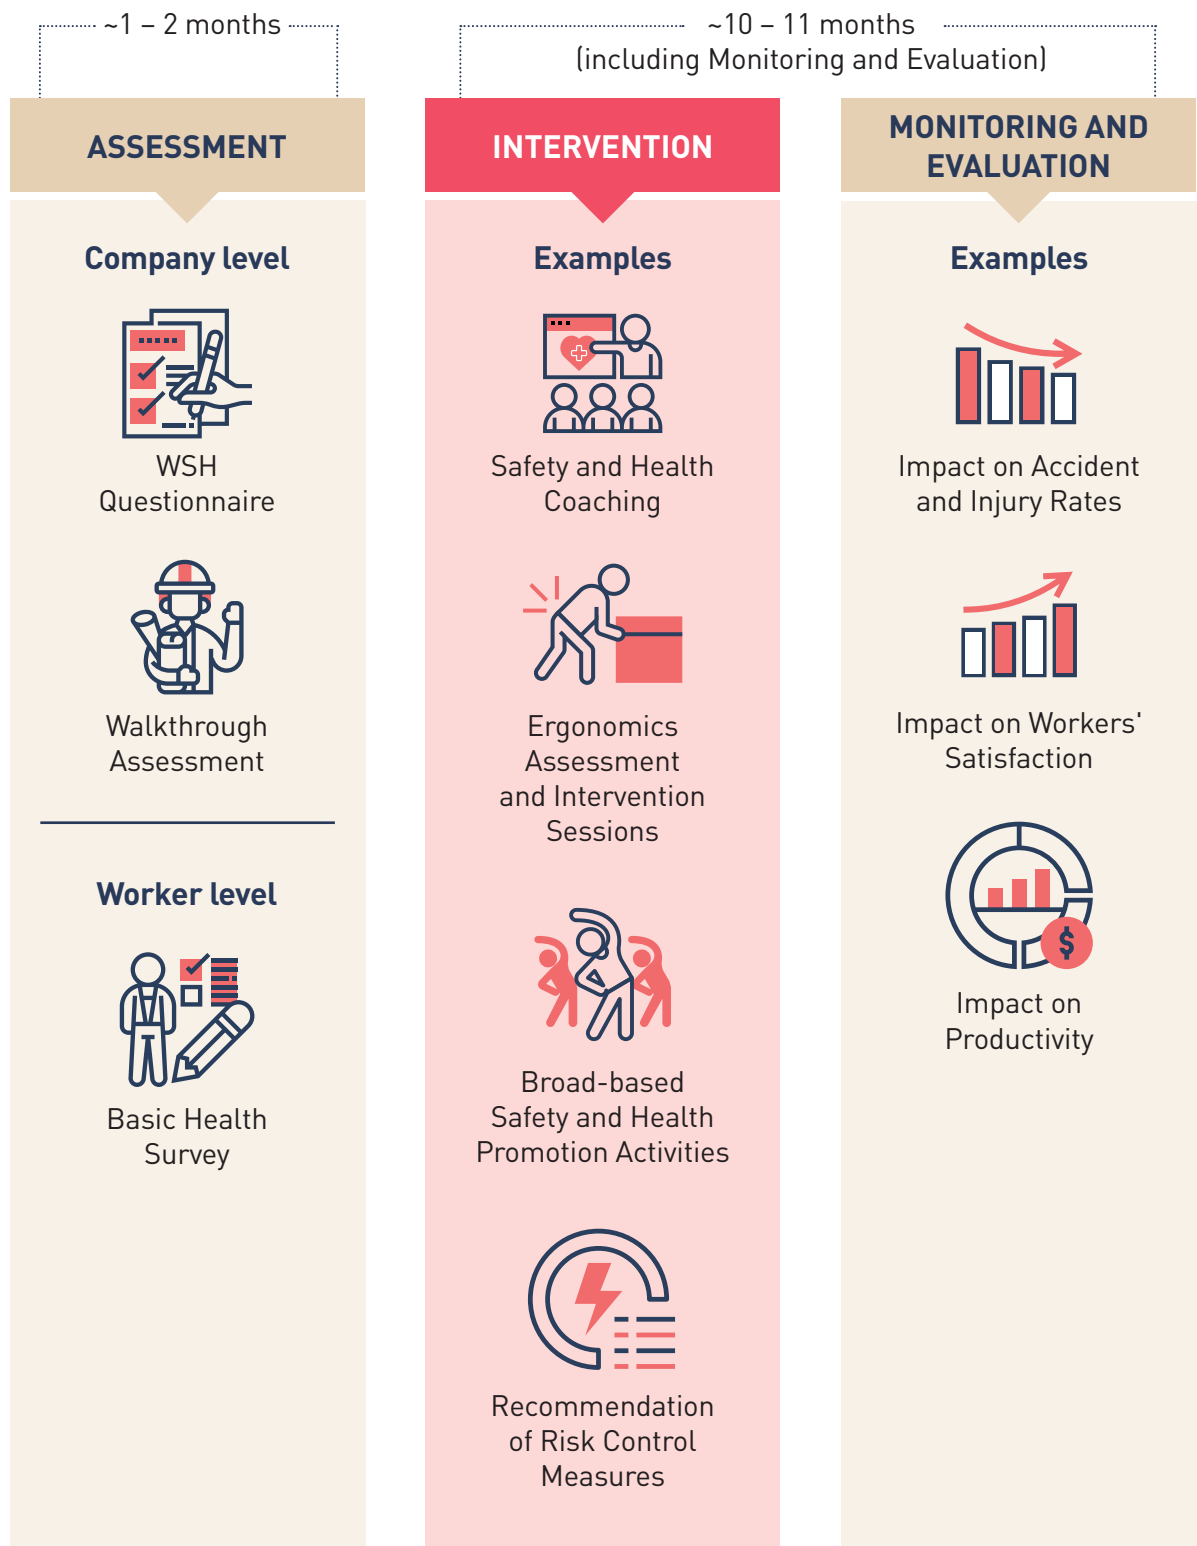 ~1 – 2 months
~10 – 11 months
(including Monitoring and Evaluation)
ASSESSMENT
Company level
WSH
Questionnaire
Walkthrough
Assessment
Worker level
Basic Health
Survey
INTERVENTION
Examples
Safety and Health
Coaching
Ergonomics
Assessment
and Intervention
Sessions
Broad-based
Safety and Health
Promotion Activities
Recommendation
of Risk Control
Measures
MONITORING AND
EVALUATION
Examples
Impact on Accident
and Injury Rates
Impact on Workers'
Satisfaction
$
Impact on
Productivity